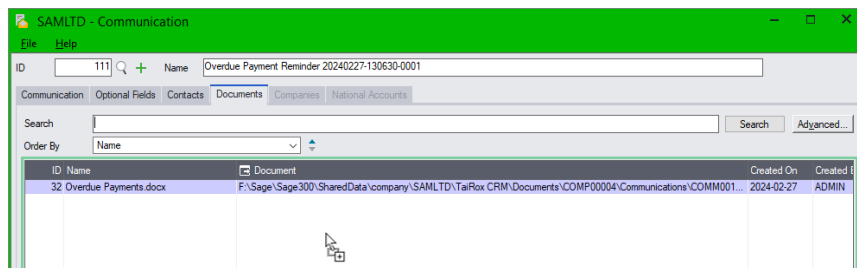 SAMLTD - Communication
File Help
ID 111 Name Overdue Payment Reminder 20240227-130630-0001
Communication Optional Fields Contacts Documents Companies National Accounts
Search Search Advanced...
Order By Name
ID Name Document Created On Created
32 Overdue Payments.docx F:\Sage\Sage300\SharedData\company\SAMLTD\TaiRox CRM\Documents\COMP00004\Communications\COMM001... 2024-02-27 ADMIN